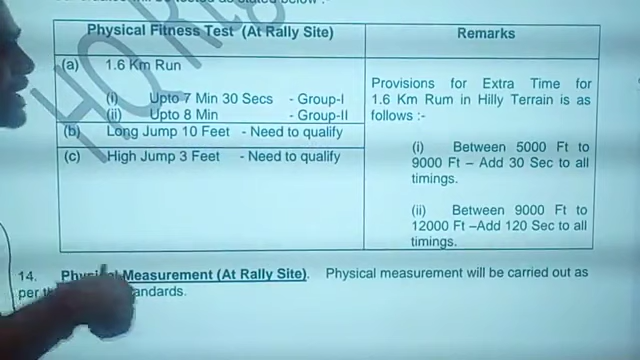 stated below :-
Physical Fitness Test (At Rally Site)
Remarks
(a) 1.6 Km Run
(i) Upto 7 Min 30 Secs - Group-I
(ii) Upto 8 Min - Group-II
(b) Long Jump 10 Feet - Need to qualify
(c) High Jump 3 Feet - Need to qualify
Provisions for Extra Time for
1.6 Km Rum in Hilly Terrain is as
follows :-
(i) Between 5000 Ft to
9000 Ft – Add 30 Sec to all
timings.
(ii) Between 9000 Ft to
12000 Ft –Add 120 Sec to all
timings.
14. Physical Measurement (At Rally Site). Physical measurement will be carried out as
per